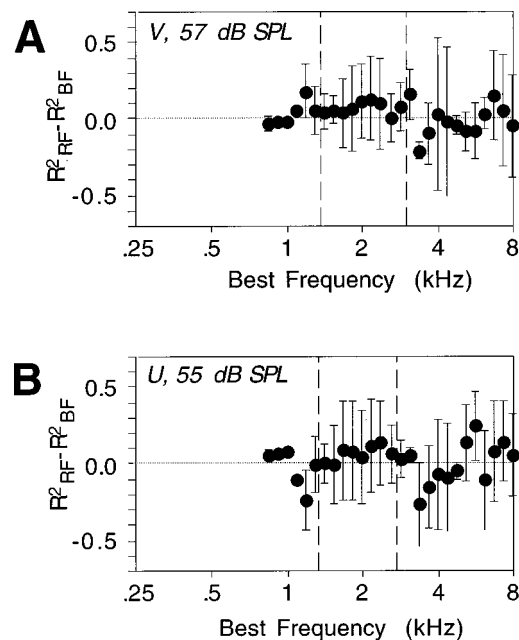 A
V, 57 dB SPL
R²RF-R²BF
0.5
0.0
-0.5
.25 .5 1 2 4 8
Best Frequency (kHz)
B
U, 55 dB SPL
R²RF-R²BF
0.5
0.0
-0.5
.25 .5 1 2 4 8
Best Frequency (kHz)